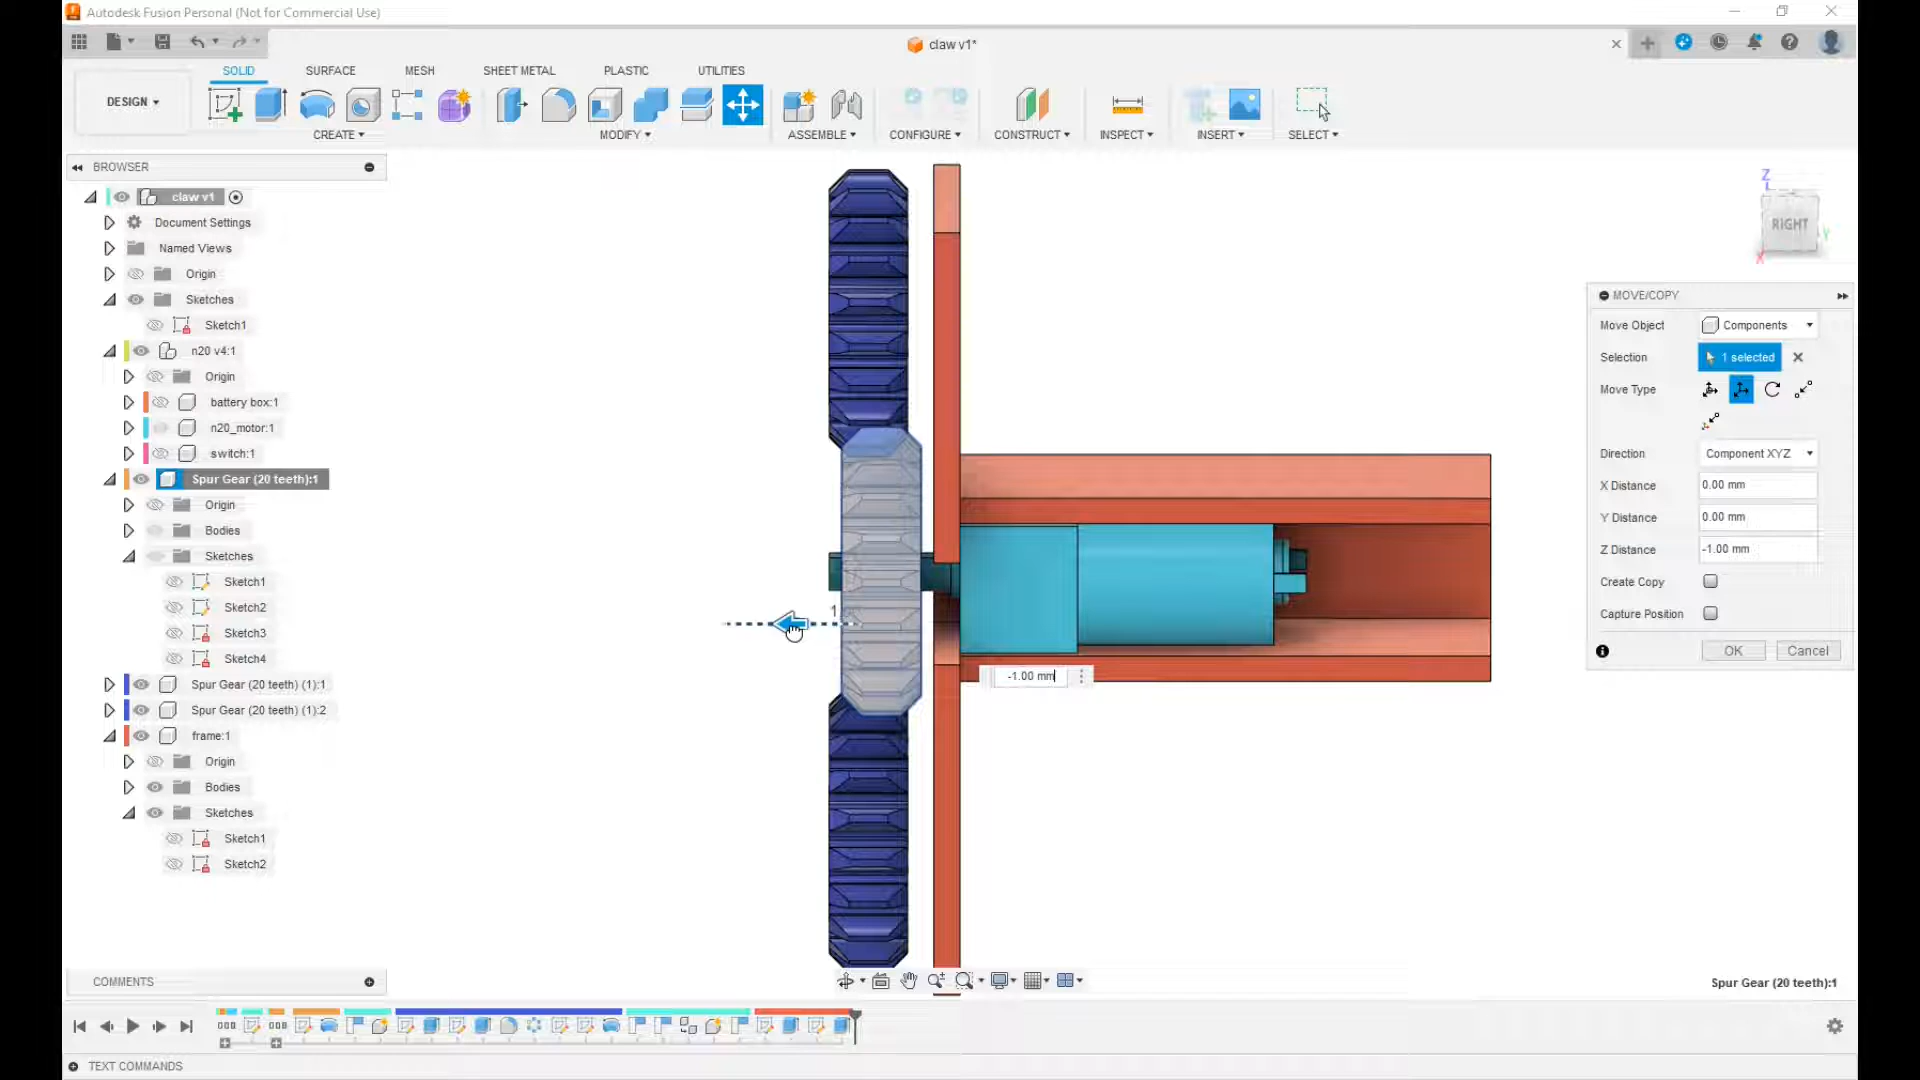 Autodesk Fusion Personal (Not for Commercial Use)
claw v1*
SOLID
SURFACE
MESH
SHEET METAL
PLASTIC
UTILITIES
DESIGN
CREATE
MODIFY
ASSEMBLE
CONFIGURE
CONSTRUCT
INSPECT
INSERT
SELECT
BROWSER
claw v1
Document Settings
Named Views
Origin
Sketches
Sketch1
n20 v4:1
Origin
battery box:1
n20_motor:1
switch:1
Spur Gear (20 teeth):1
Origin
Bodies
Sketches
Sketch1
Sketch2
Sketch3
Sketch4
Spur Gear (20 teeth) (1):1
Spur Gear (20 teeth) (1):2
frame:1
Origin
Bodies
Sketches
Sketch1
Sketch2
Z
RIGHT
Y
X
1
-1.00 mm
MOVE/COPY
Move Object Components
Selection 1 selected
Move Type
Direction Component XYZ
X Distance 0.00 mm
Y Distance 0.00 mm
Z Distance -1.00 mm
Create Copy
Capture Position
OK Cancel
COMMENTS
Spur Gear (20 teeth):1
TEXT COMMANDS